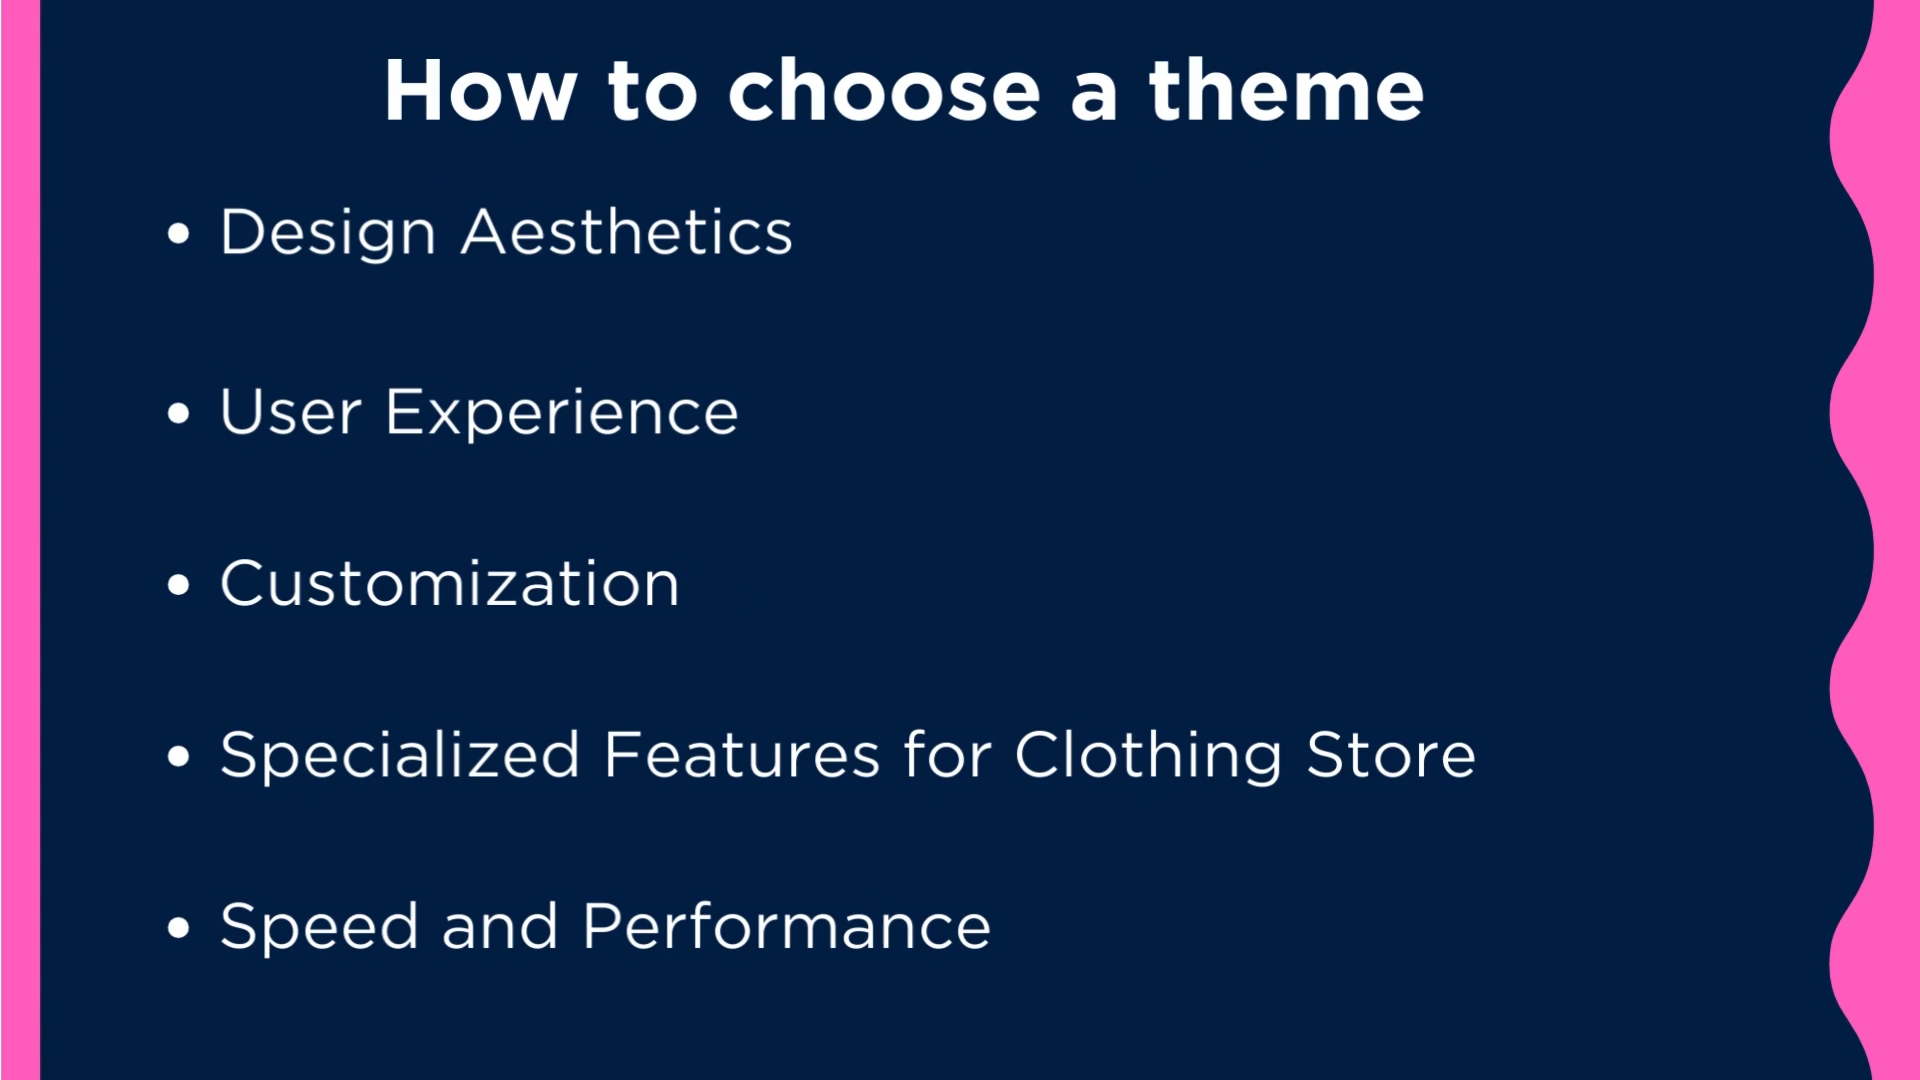 How to choose a theme
• Design Aesthetics
• User Experience
• Customization
• Specialized Features for Clothing Store
• Speed and Performance